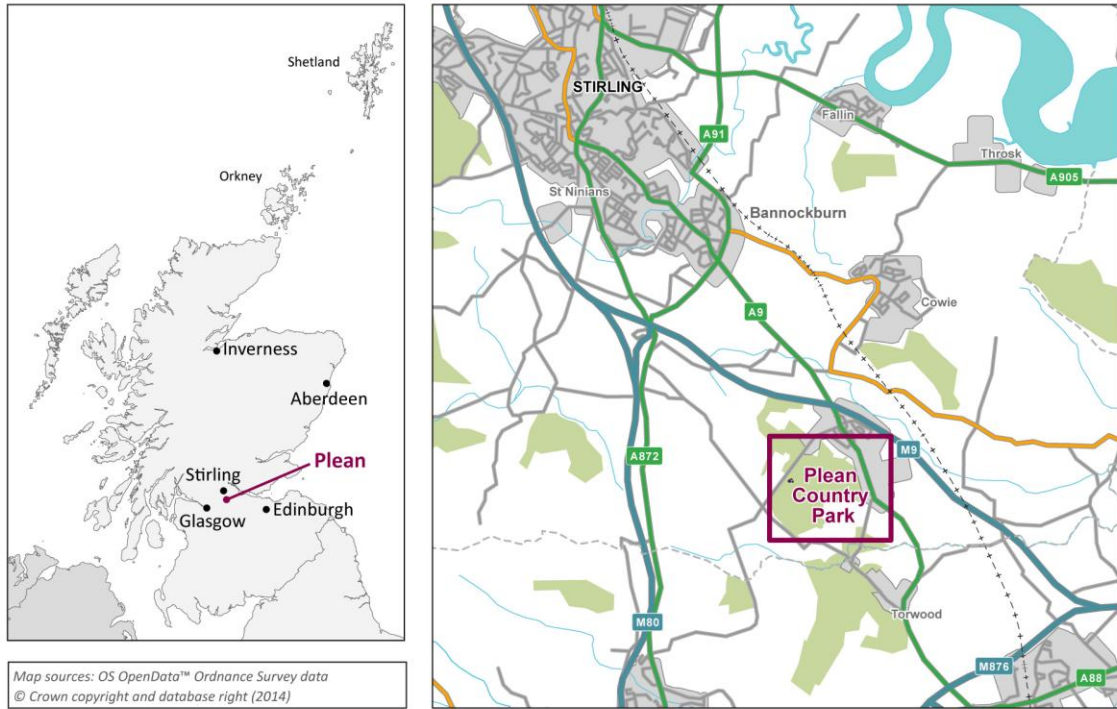 Shetland
Orkney
Inverness
Aberdeen
Plean
Stirling
Edinburgh
Glasgow
Map sources: OS OpenData™ Ordnance Survey data
© Crown copyright and database right (2014)
STIRLING
Fallin
A91
Throsk
A905
St Ninians
Bannockburn
Cowie
A9
A872
M9
Plean
Country
Park
Torwood
M80
M876
A88